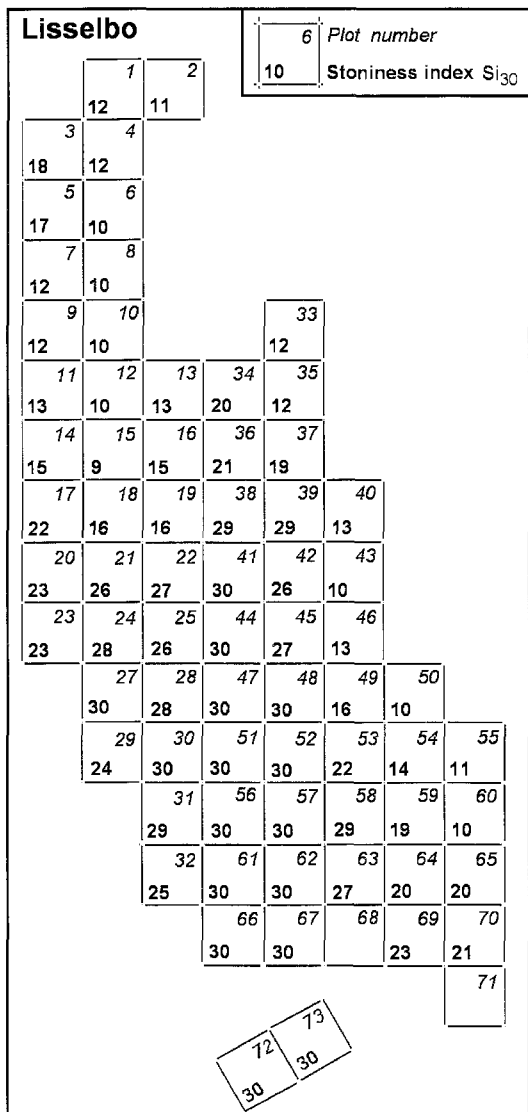 Lisselbo
6 Plot number
10 Stoniness index Si30
1 2
12 11
3 4
18 12
5 6
17 10
7 8
12 10
9 10 33
12 10 12
11 12 13 34 35
13 10 13 20 12
14 15 16 36 37
15 9 15 21 19
17 18 19 38 39 40
22 16 16 29 29 13
20 21 22 41 42 43
23 26 27 30 26 10
23 24 25 44 45 46
23 28 26 30 27 13
27 28 47 48 49 50
30 28 30 30 16 10
29 30 51 52 53 54 55
24 30 30 30 22 14 11
31 56 57 58 59 60
29 30 30 29 19 10
32 61 62 63 64 65
25 30 30 27 20 20
66 67 68 69 70
30 30 23 21
71
72 73
30 30